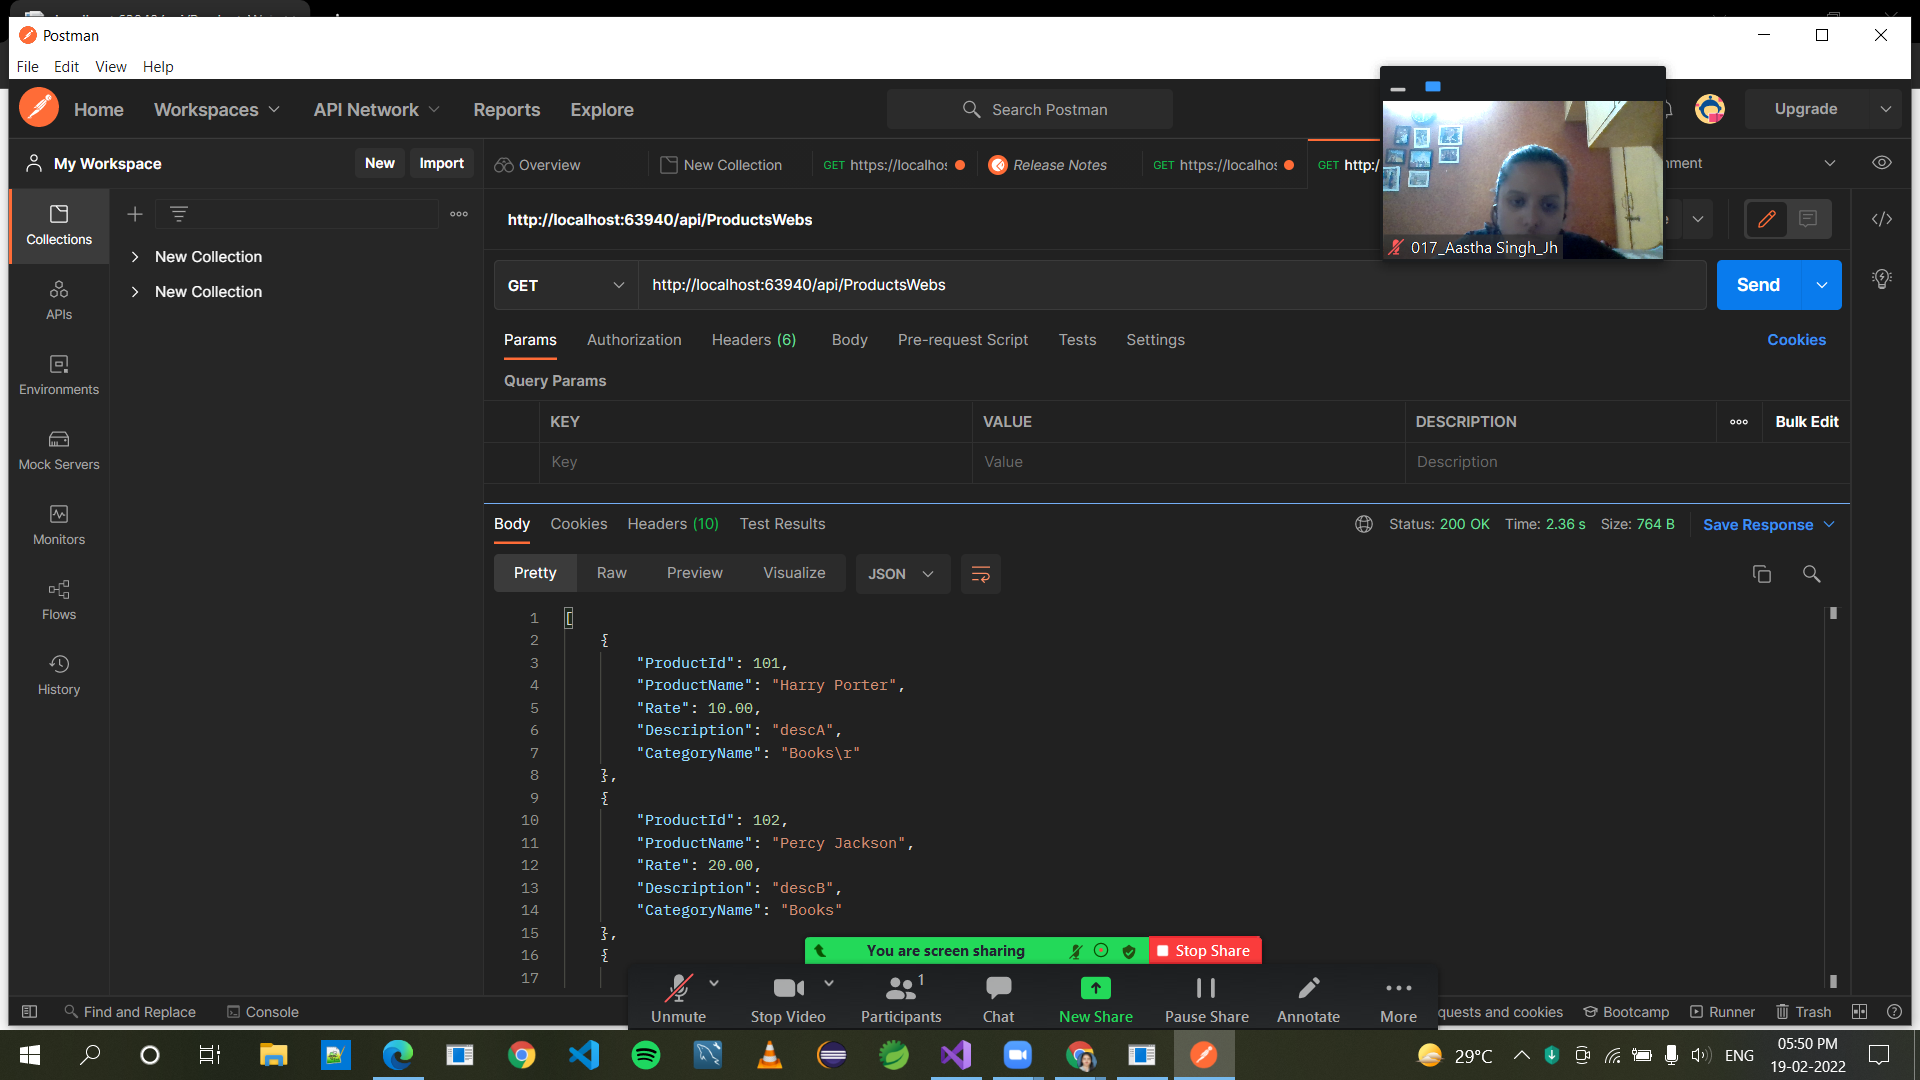 Postman
File Edit View Help
Home Workspaces API Network Reports Explore Search Postman Upgrade
My Workspace New Import Overview New Collection GET https://localhos GET Release Notes GET https://localhos GET http:/ nment
Collections
New Collection
New Collection
APIs
Environments
Mock Servers
Monitors
Flows
History
http://localhost:63940/api/ProductsWebs
017_Aastha Singh_Jh
GET http://localhost:63940/api/ProductsWebs Send
Params Authorization Headers (6) Body Pre-request Script Tests Settings Cookies
Query Params
KEY VALUE DESCRIPTION Bulk Edit
Key Value Description
Body Cookies Headers (10) Test Results Status: 200 OK Time: 2.36 s Size: 764 B Save Response
Pretty Raw Preview Visualize JSON
1 [
2 {
3 "ProductId": 101,
4 "ProductName": "Harry Porter",
5 "Rate": 10.00,
6 "Description": "descA",
7 "CategoryName": "Books\r"
8 },
9 {
10 "ProductId": 102,
11 "ProductName": "Percy Jackson",
12 "Rate": 20.00,
13 "Description": "descB",
14 "CategoryName": "Books"
15 },
16 {
17
You are screen sharing Stop Share
Unmute Stop Video Participants 1 Chat New Share Pause Share Annotate More
Find and Replace Console quests and cookies Bootcamp Runner Trash
29°C ENG 05:50 PM
19-02-2022